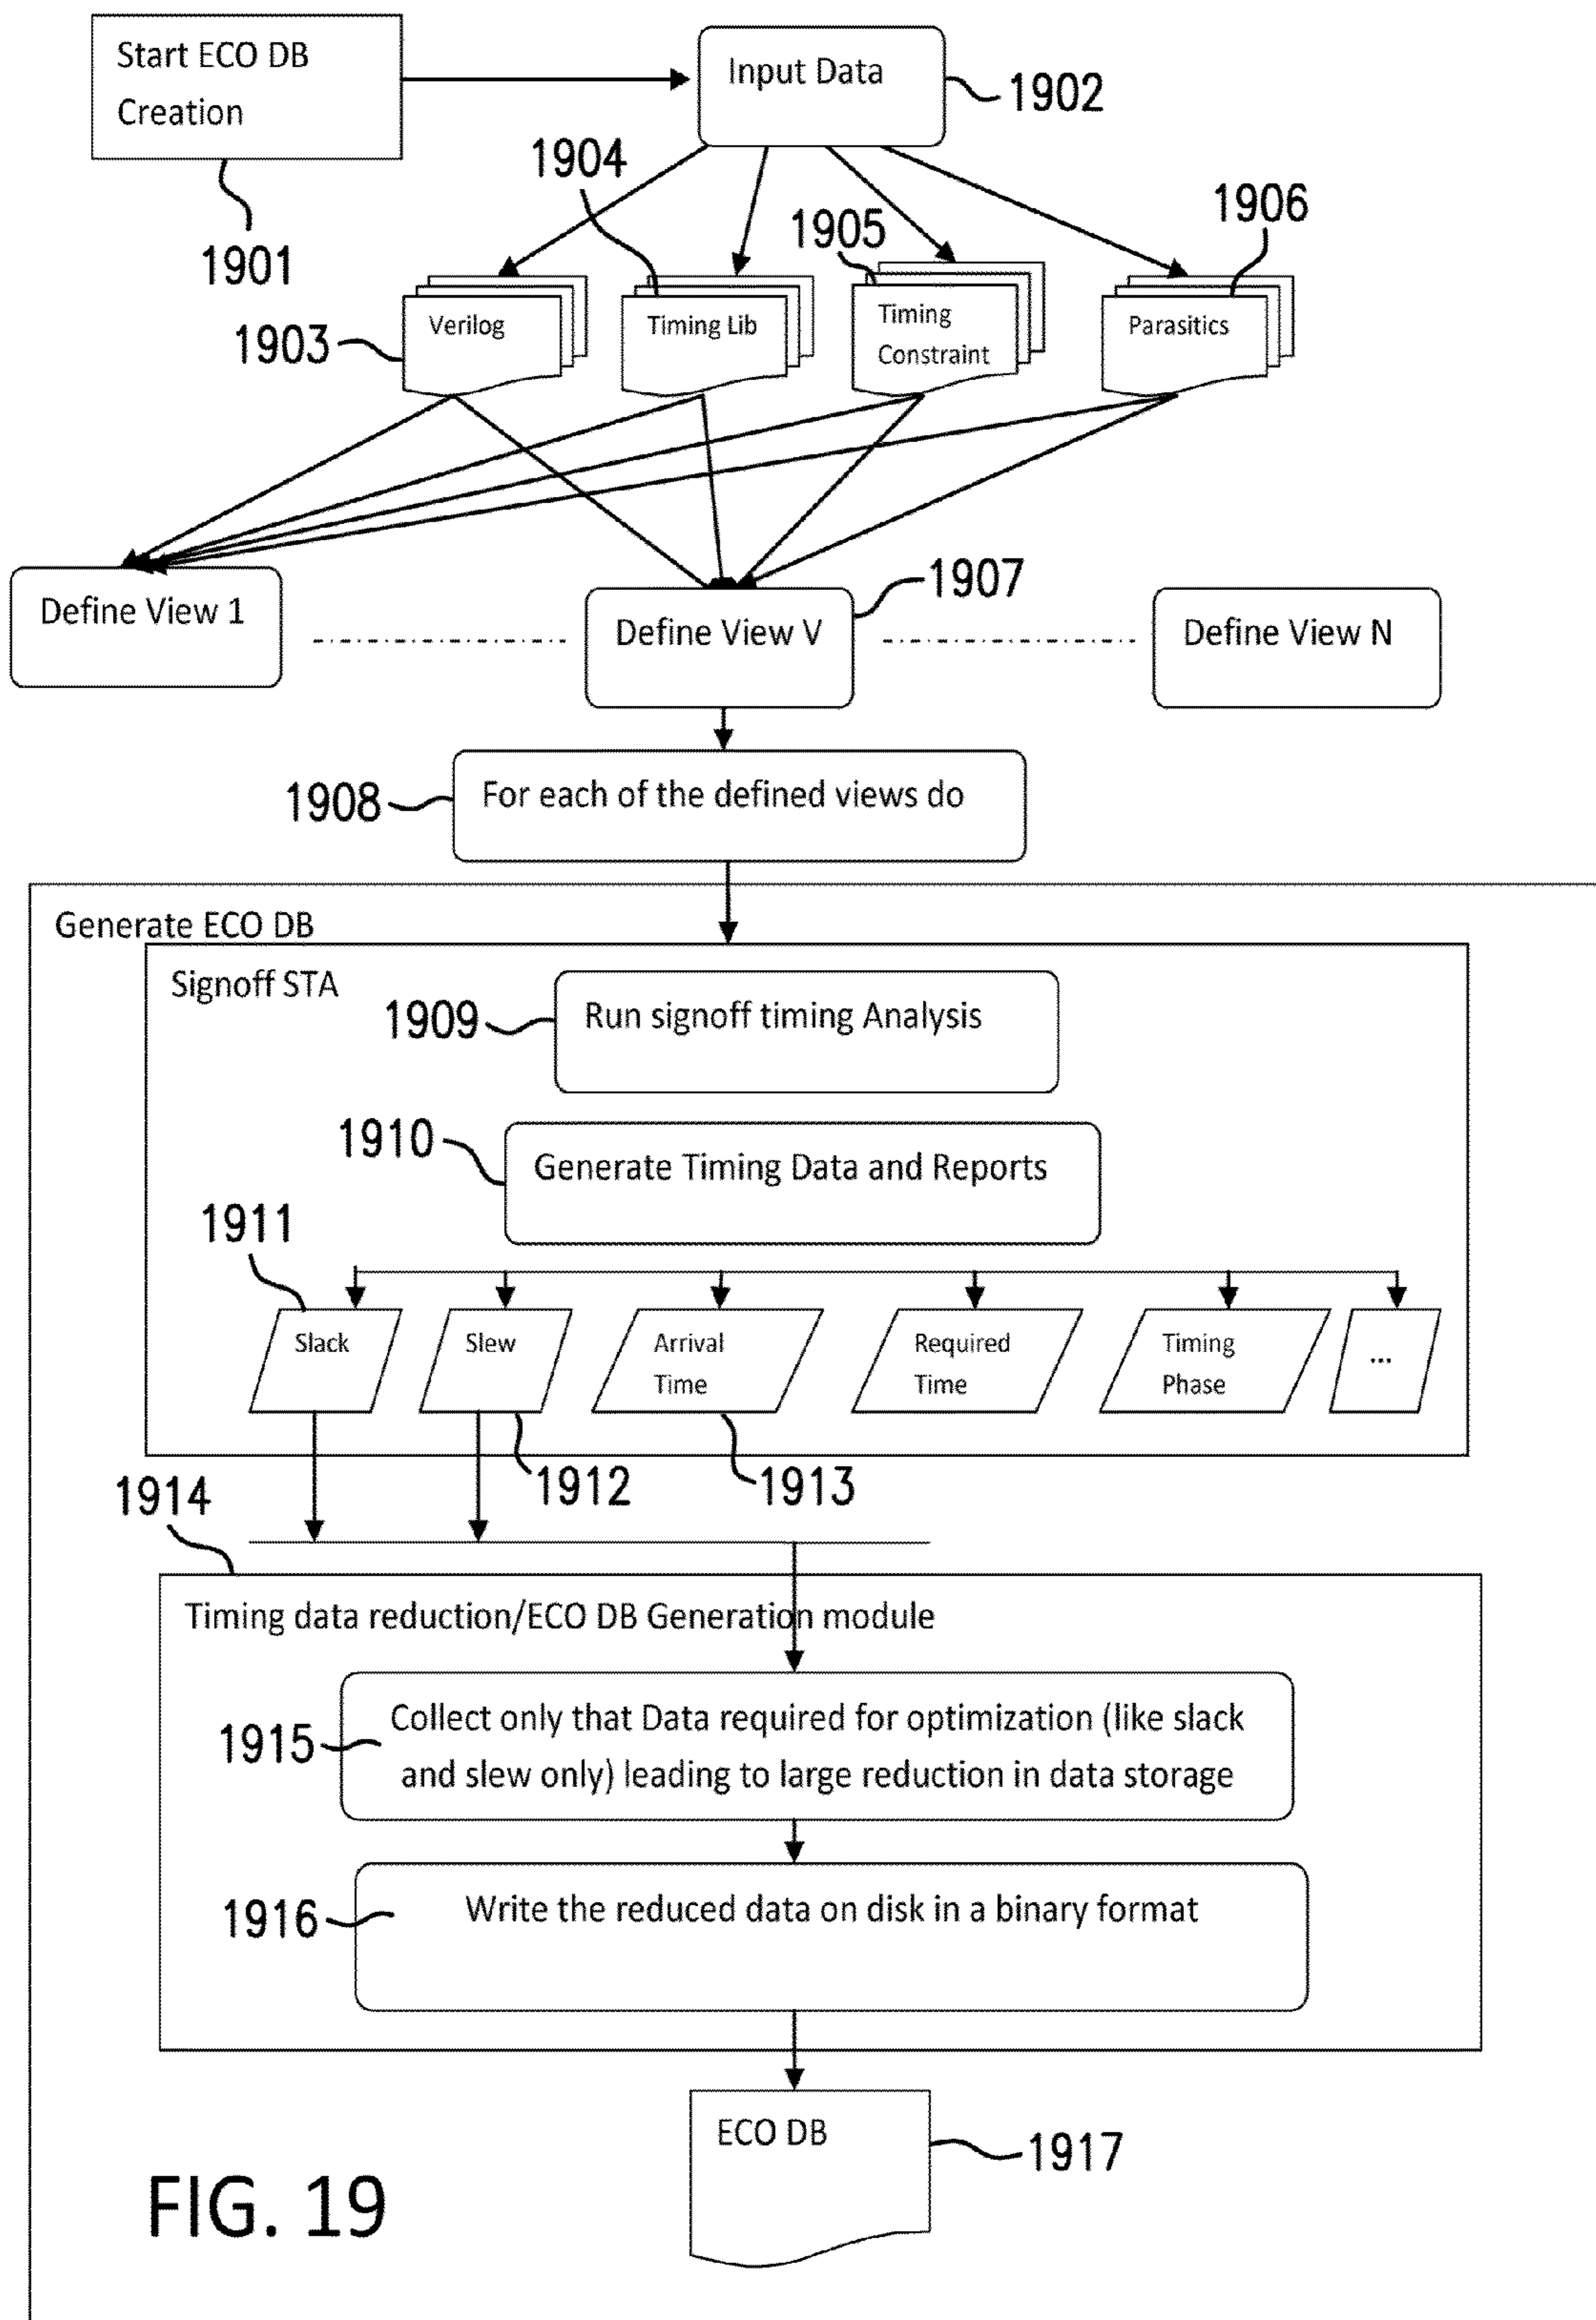 Start ECO DB
Creation
Input Data
1902
1901
1904
1905
1906
1903
Verilog
Timing Lib
Timing
Constraint
Parasitics
Define View 1
Define View V
1907
Define View N
1908
For each of the defined views do
Generate ECO DB
Signoff STA
1909
Run signoff timing Analysis
1910
Generate Timing Data and Reports
1911
Slack
Slew
Arrival
Time
Required
Time
Timing
Phase
...
1912
1913
1914
Timing data reduction/ECO DB Generation module
1915
Collect only that Data required for optimization (like slack
and slew only) leading to large reduction in data storage
1916
Write the reduced data on disk in a binary format
ECO DB
1917
FIG. 19